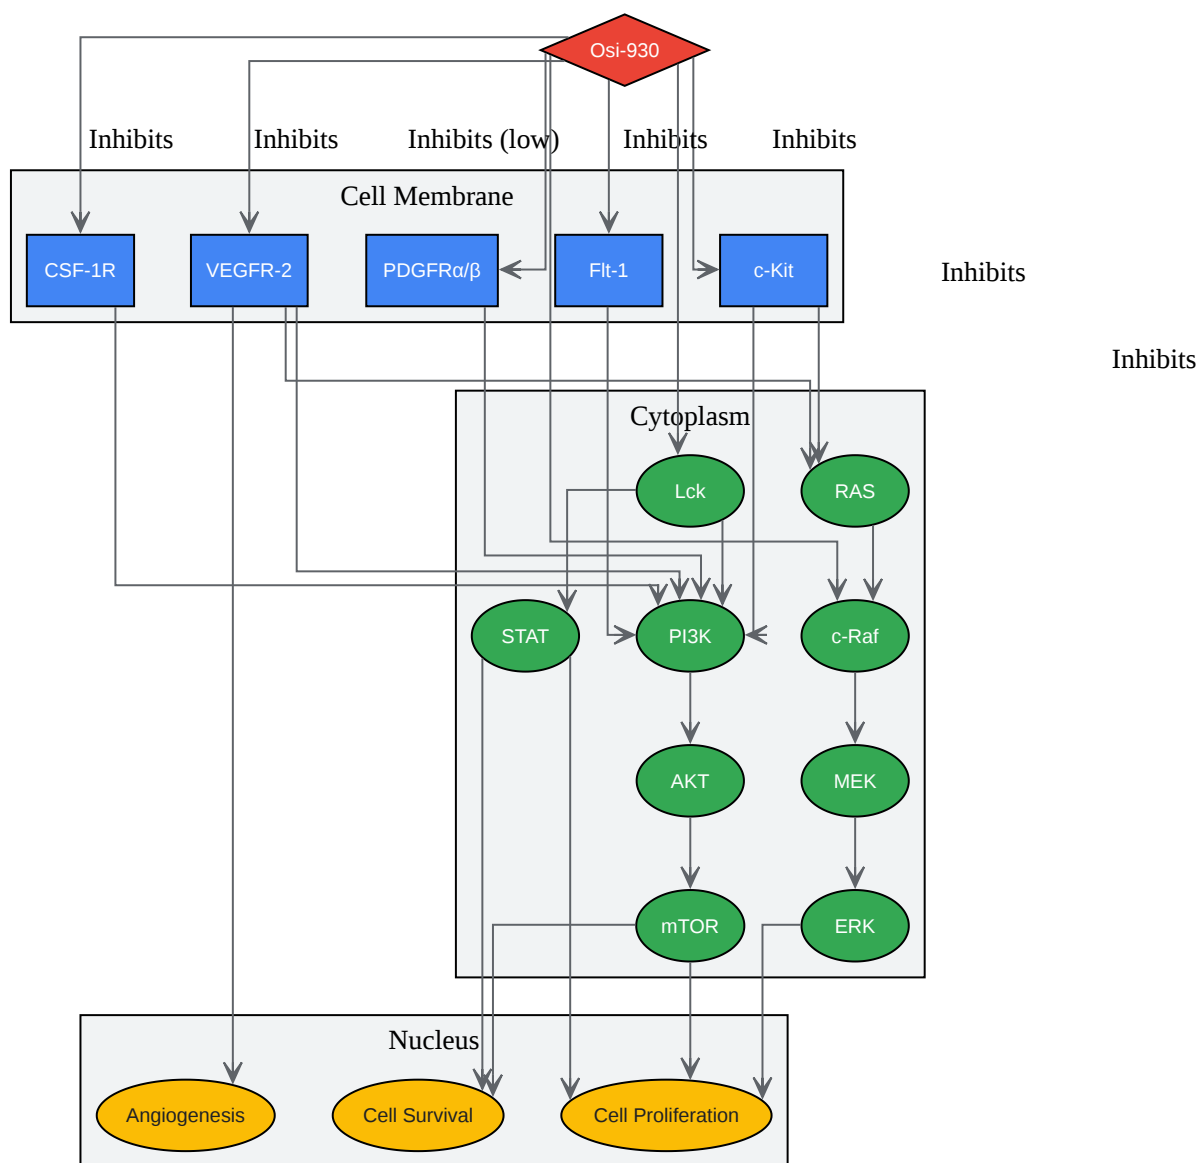 Osi-930
Inhibits
Inhibits
Inhibits (low)
Inhibits
Inhibits
Cell Membrane
CSF-1R
VEGFR-2
PDGFRα/β
Flt-1
c-Kit
Inhibits
Inhibits
Cytoplasm
Lck
RAS
STAT
PI3K
c-Raf
AKT
MEK
mTOR
ERK
Nucleus
Angiogenesis
Cell Survival
Cell Proliferation